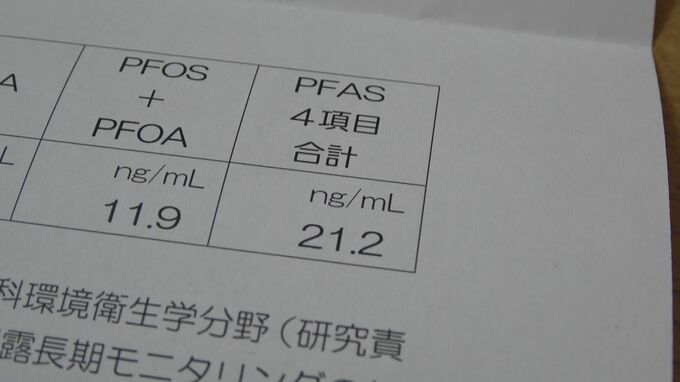 A
PFOS
+
PFOA
PFAS
4項目
合計
L
ng/mL
11.9
ng/mL
21.2
科環境衛生学分野(研究責
露長期モニタリングの